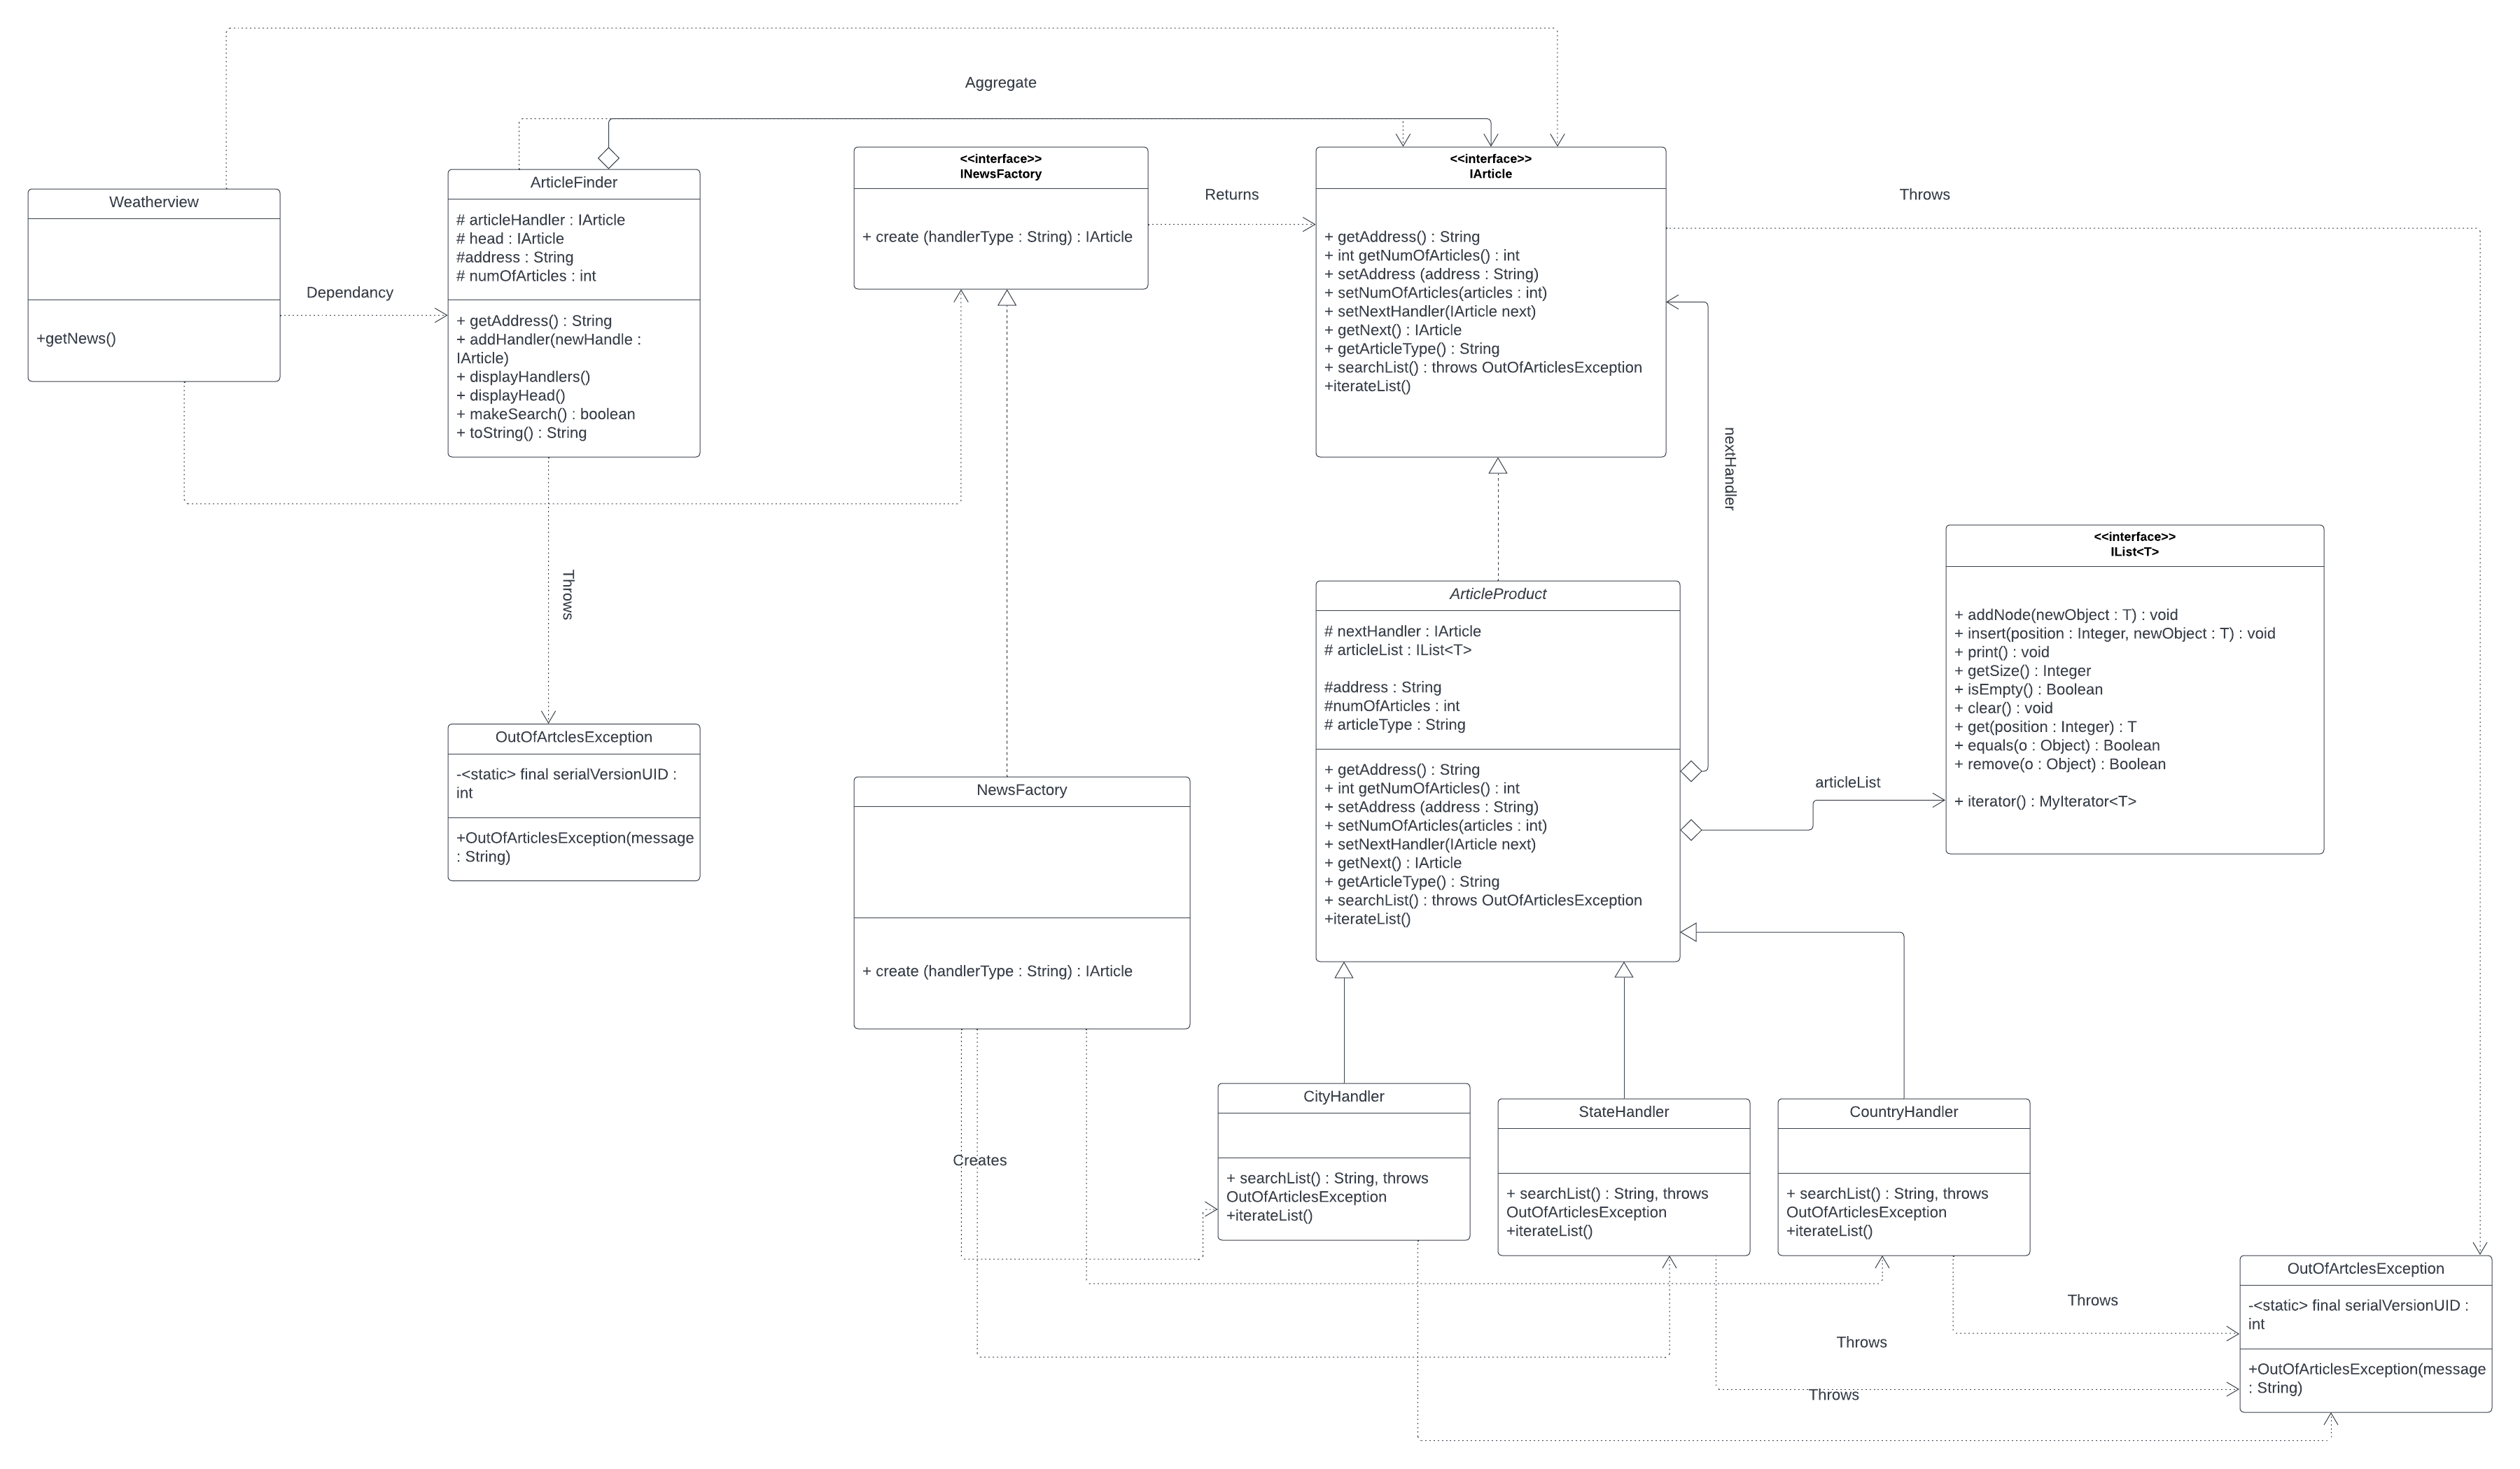 Aggregate
Weatherview
+getNews()
Dependancy
ArticleFinder
# articleHandler : IArticle
# head : IArticle
#address : String
# numOfArticles : int
+ getAddress() : String
+ addHandler(newHandle :
IArticle)
+ displayHandlers()
+ displayHead()
+ makeSearch() : boolean
+ toString() : String
<<interface>>
INewsFactory
+ create (handlerType : String) : IArticle
Returns
<<interface>>
IArticle
+ getAddress() : String
+ int getNumOfArticles() : int
+ setAddress (address : String)
+ setNumOfArticles(articles : int)
+ setNextHandler(IArticle next)
+ getNext() : IArticle
+ getArticleType() : String
+ searchList() : throws OutOfArticlesException
+iterateList()
Throws
nextHandler
Throws
OutOfArtclesException
-<static> final serialVersionUID :
int
+OutOfArticlesException(message
: String)
NewsFactory
+ create (handlerType : String) : IArticle
ArticleProduct
# nextHandler : IArticle
# articleList : IList<T>
#address : String
#numOfArticles : int
# articleType : String
+ getAddress() : String
+ int getNumOfArticles() : int
+ setAddress (address : String)
+ setNumOfArticles(articles : int)
+ setNextHandler(IArticle next)
+ getNext() : IArticle
+ getArticleType() : String
+ searchList() : throws OutOfArticlesException
+iterateList()
articleList
<<interface>>
IList<T>
+ addNode(newObject : T) : void
+ insert(position : Integer, newObject : T) : void
+ print() : void
+ getSize() : Integer
+ isEmpty() : Boolean
+ clear() : void
+ get(position : Integer) : T
+ equals(o : Object) : Boolean
+ remove(o : Object) : Boolean
+ iterator() : MyIterator<T>
Creates
CityHandler
+ searchList() : String, throws
OutOfArticlesException
+iterateList()
StateHandler
+ searchList() : String, throws
OutOfArticlesException
+iterateList()
CountryHandler
+ searchList() : String, throws
OutOfArticlesException
+iterateList()
Throws
Throws
Throws
OutOfArtclesException
-<static> final serialVersionUID :
int
+OutOfArticlesException(message
: String)